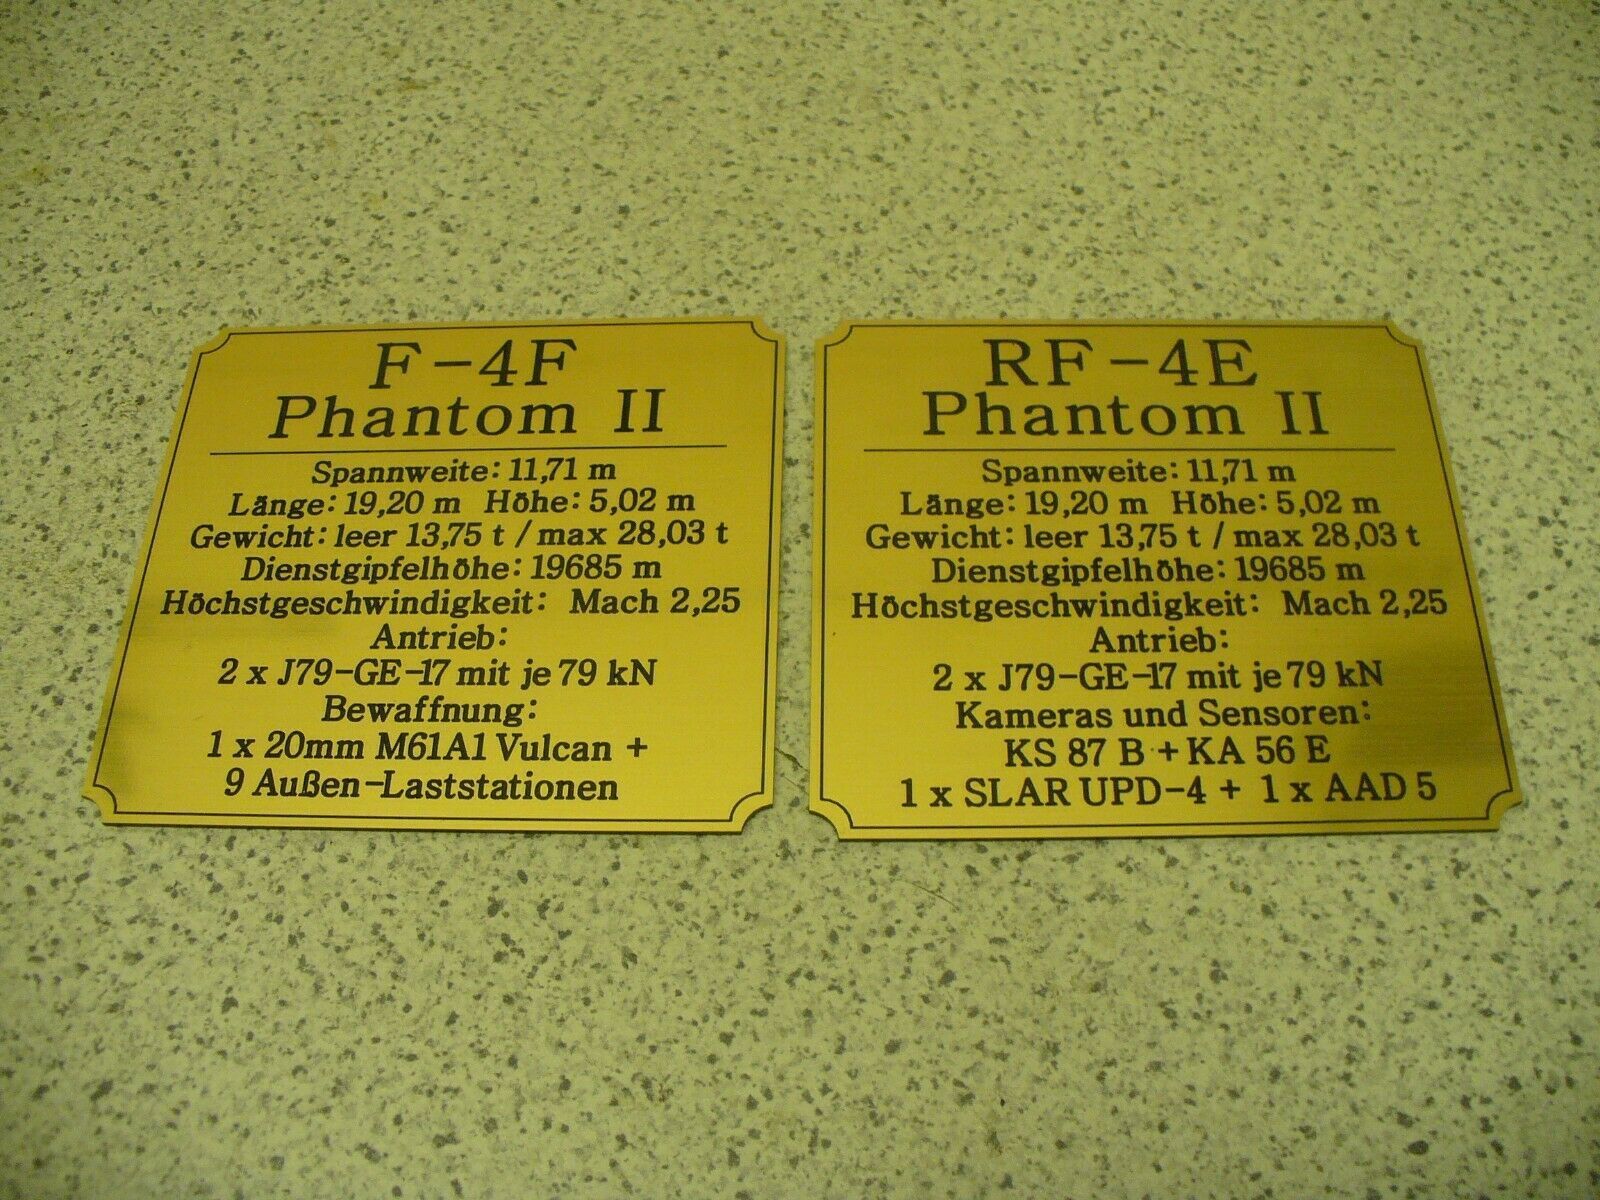 F-4F
Phantom II
Spannweite: 11,71 m
Länge: 19,20 m Höhe: 5,02 m
Gewicht: leer 13,75 t / max 28,03 t
Dienstgipfelhöhe: 19685 m
Höchstgeschwindigkeit: Mach 2,25
Antrieb:
2 x J79-GE-17 mit je 79 kN
Bewaffnung:
1 x 20mm M61A1 Vulcan +
9 Außen-Laststationen
RF-4E
Phantom II
Spannweite: 11,71 m
Länge: 19,20 m Höhe: 5,02 m
Gewicht: leer 13,75 t / max 28,03 t
Dienstgipfelhöhe: 19685 m
Höchstgeschwindigkeit: Mach 2,25
Antrieb:
2 x J79-GE-17 mit je 79 kN
Kameras und Sensoren:
KS 87 B + KA 56 E
1 x SLAR UPD-4 + 1 x AAD 5